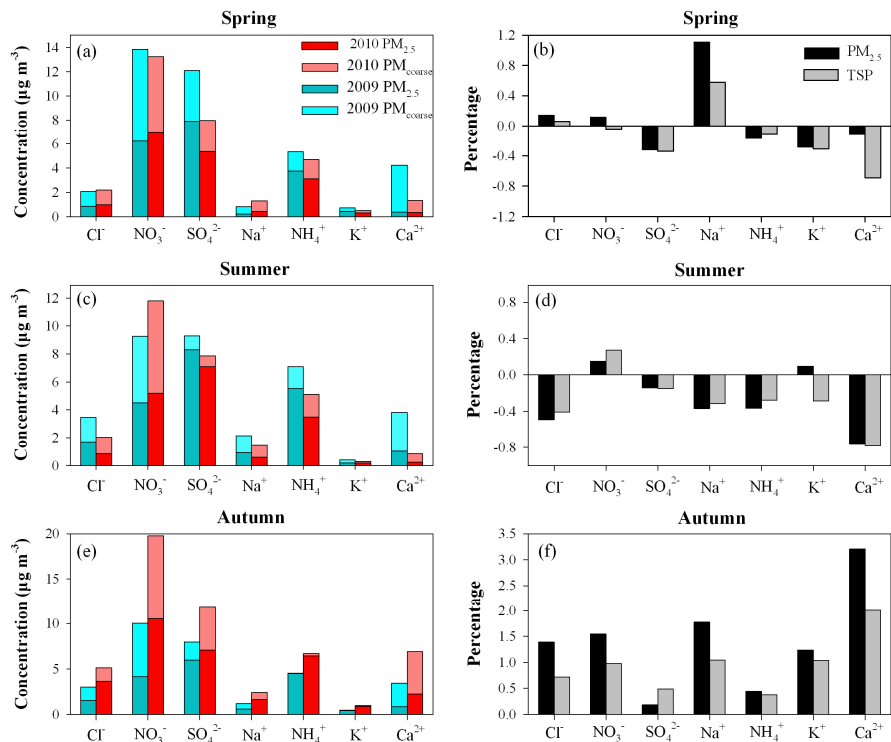 Spring
Spring
(a)
2010 PM2.5
2010 PMcoarse
2009 PM2.5
2009 PMcoarse
Concentration (μg m-3)
14
12
10
8
6
4
2
0
Cl- NO3- SO42- Na+ NH4+ K+ Ca2+
(b)
PM2.5
TSP
Percentage
1.2
0.8
0.4
0.0
-0.4
-0.8
-1.2
Cl- NO3- SO42- Na+ NH4+ K+ Ca2+
Summer
Summer
(c)
Concentration (μg m-3)
12
10
8
6
4
2
0
Cl- NO3- SO42- Na+ NH4+ K+ Ca2+
(d)
Percentage
0.8
0.4
0.0
-0.4
-0.8
Cl- NO3- SO42- Na+ NH4+ K+ Ca2+
Autumn
Autumn
(e)
Concentration (μg m-3)
20
15
10
5
0
Cl- NO3- SO42- Na+ NH4+ K+ Ca2+
(f)
Percentage
3.5
3.0
2.5
2.0
1.5
1.0
0.5
0.0
Cl- NO3- SO42- Na+ NH4+ K+ Ca2+